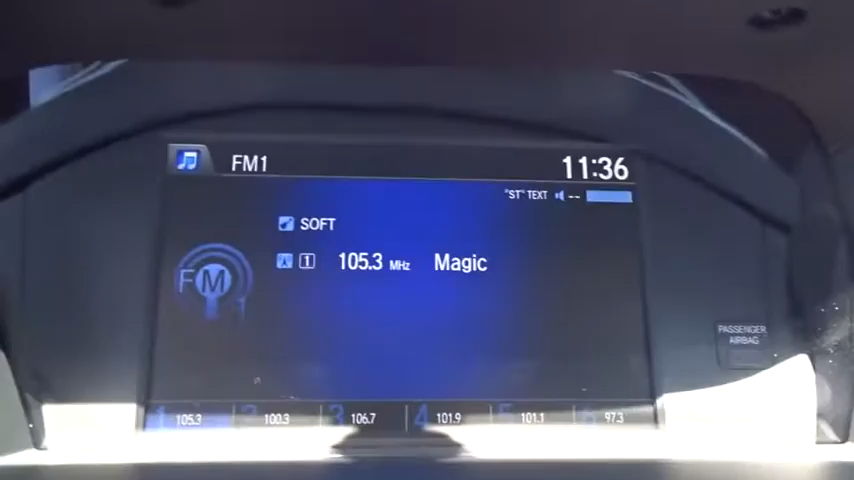 FM1 11:36
"ST" TEXT --
SOFT
FM
1 105.3 MHz Magic
PASSENGER
AIRBAG
1 105.3 2 100.3 3 106.7 4 101.9 5 101.1 6 97.3